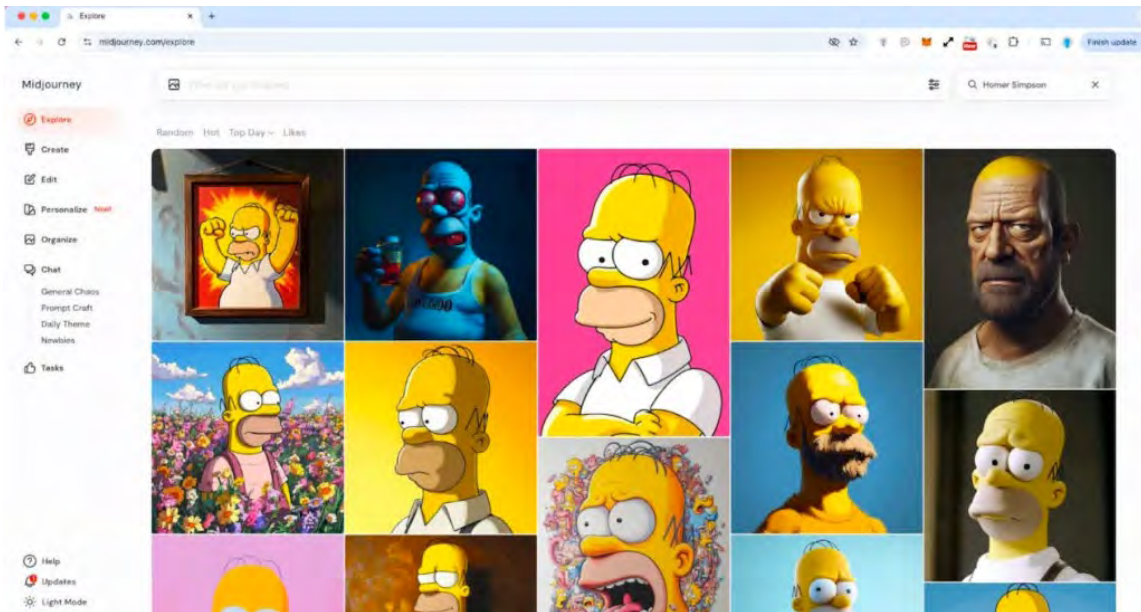 Explore
midjourney.com/explore
Finish update
Midjourney
Homer Simpson
Explore
Random Hot Top Day Likes
Create
Edit
Personalize
Organize
Chat
General Chaos
Prompt Craft
Daily Theme
Newbies
Tasks
Help
Updates
Light Mode